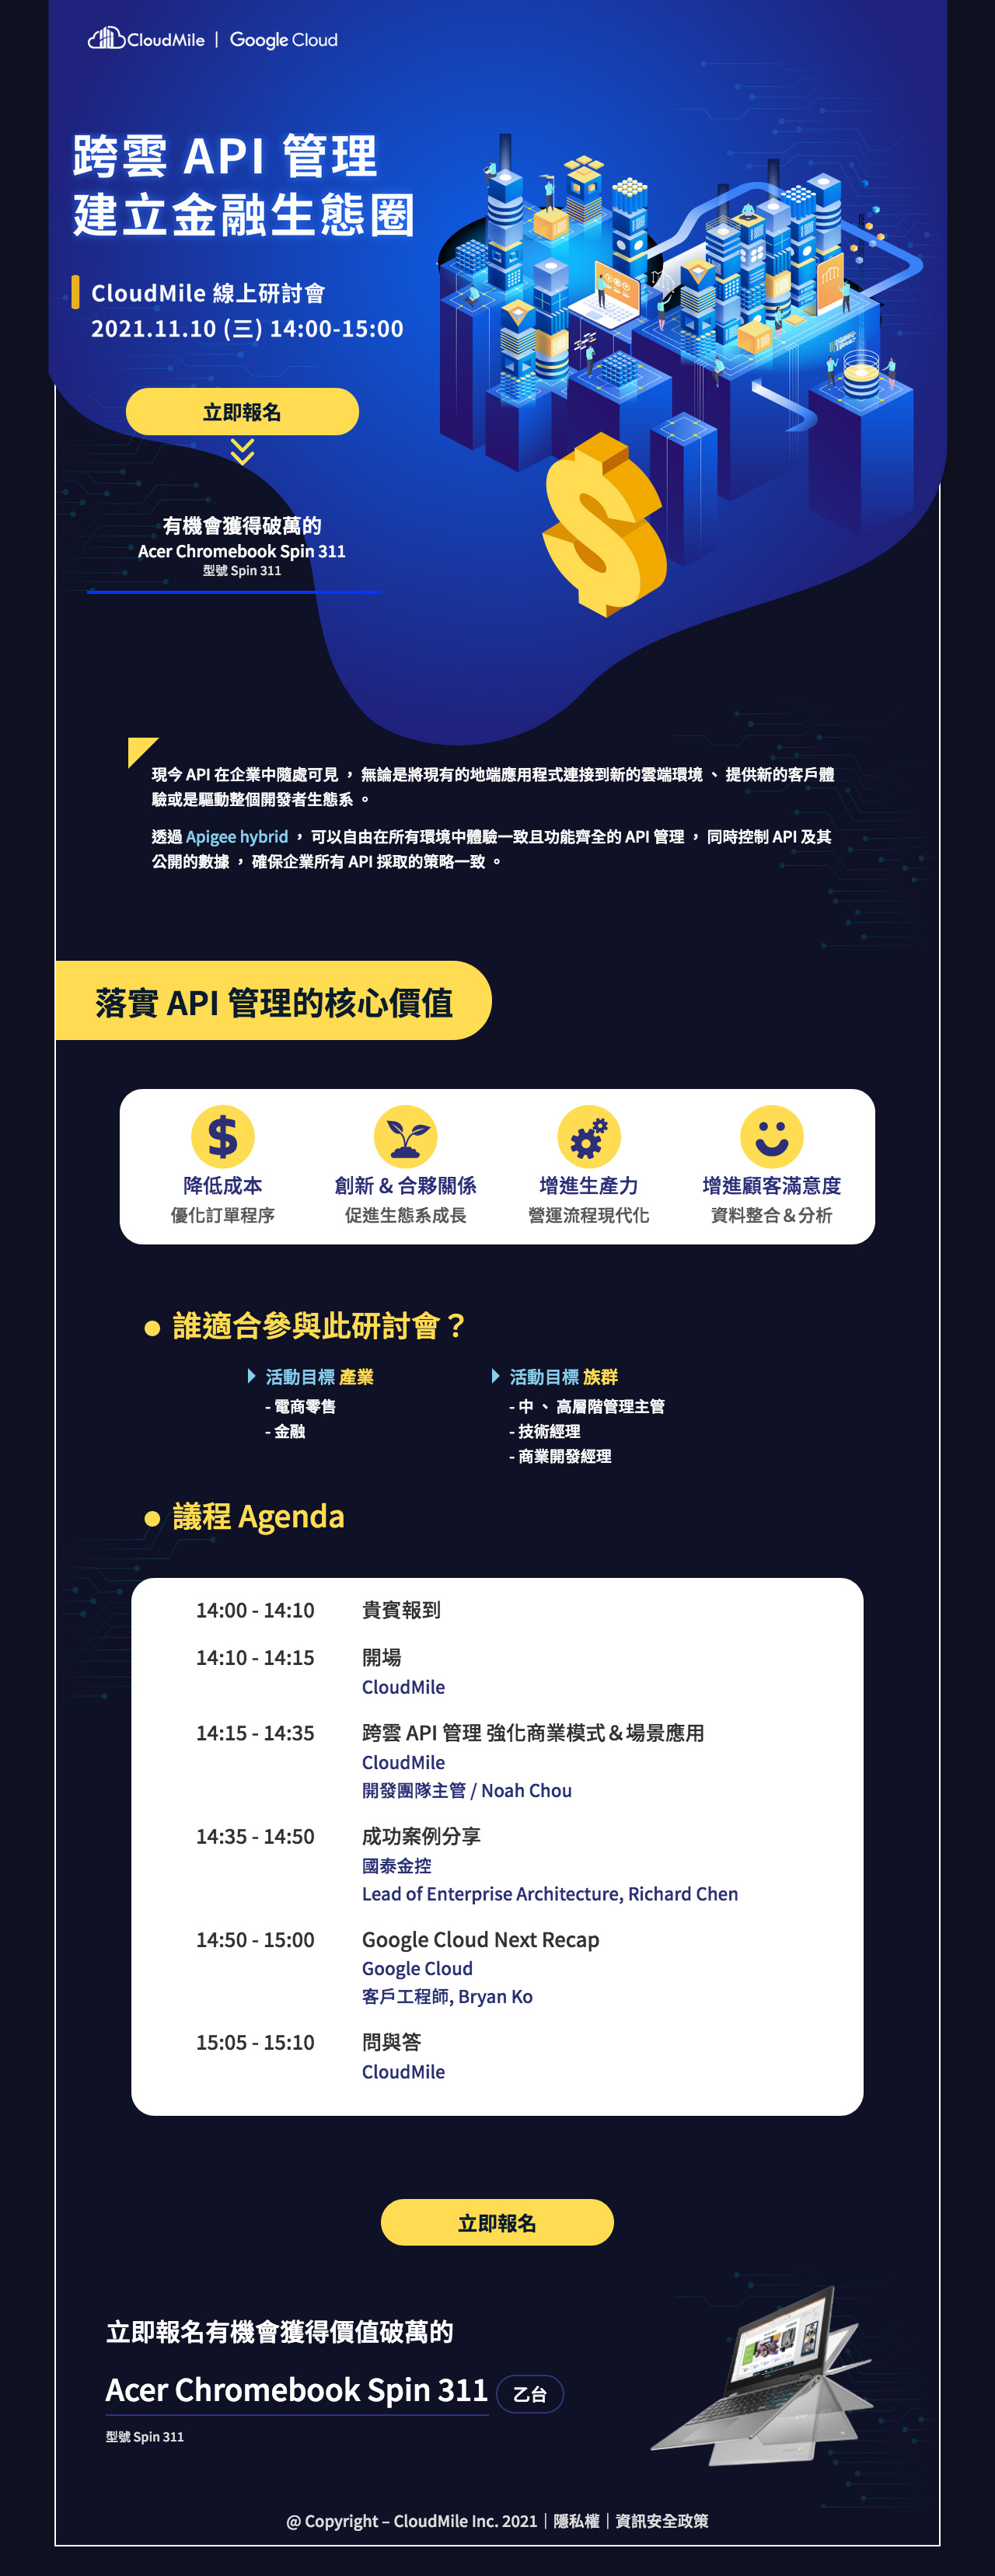 CloudMile | Google Cloud
跨雲 API 管理
建立金融生態圈
CloudMile 線上研討會
2021.11.10 (三) 14:00-15:00
立即報名
有機會獲得破萬的
Acer Chromebook Spin 311
型號 Spin 311
現今 API 在企業中隨處可見 ， 無論是將現有的地端應用程式連接到新的雲端環境 、 提供新的客戶體
驗或是驅動整個開發者生態系 。
透過 Apigee hybrid ， 可以自由在所有環境中體驗一致且功能齊全的 API 管理 ， 同時控制 API 及其
公開的數據 ， 確保企業所有 API 採取的策略一致 。
落實 API 管理的核心價值
降低成本
優化訂單程序
創新 & 合夥關係
促進生態系成長
增進生產力
營運流程現代化
增進顧客滿意度
資料整合＆分析
誰適合參與此研討會？
活動目標 產業
- 電商零售
- 金融
活動目標 族群
- 中 、 高層階管理主管
- 技術經理
- 商業開發經理
議程 Agenda
14:00 - 14:10 貴賓報到
14:10 - 14:15 開場
CloudMile
14:15 - 14:35 跨雲 API 管理 強化商業模式＆場景應用
CloudMile
開發團隊主管 / Noah Chou
14:35 - 14:50 成功案例分享
國泰金控
Lead of Enterprise Architecture, Richard Chen
14:50 - 15:00 Google Cloud Next Recap
Google Cloud
客戶工程師, Bryan Ko
15:05 - 15:10 問與答
CloudMile
立即報名
立即報名有機會獲得價值破萬的
Acer Chromebook Spin 311 乙台
型號 Spin 311
@ Copyright – CloudMile Inc. 2021｜隱私權｜資訊安全政策